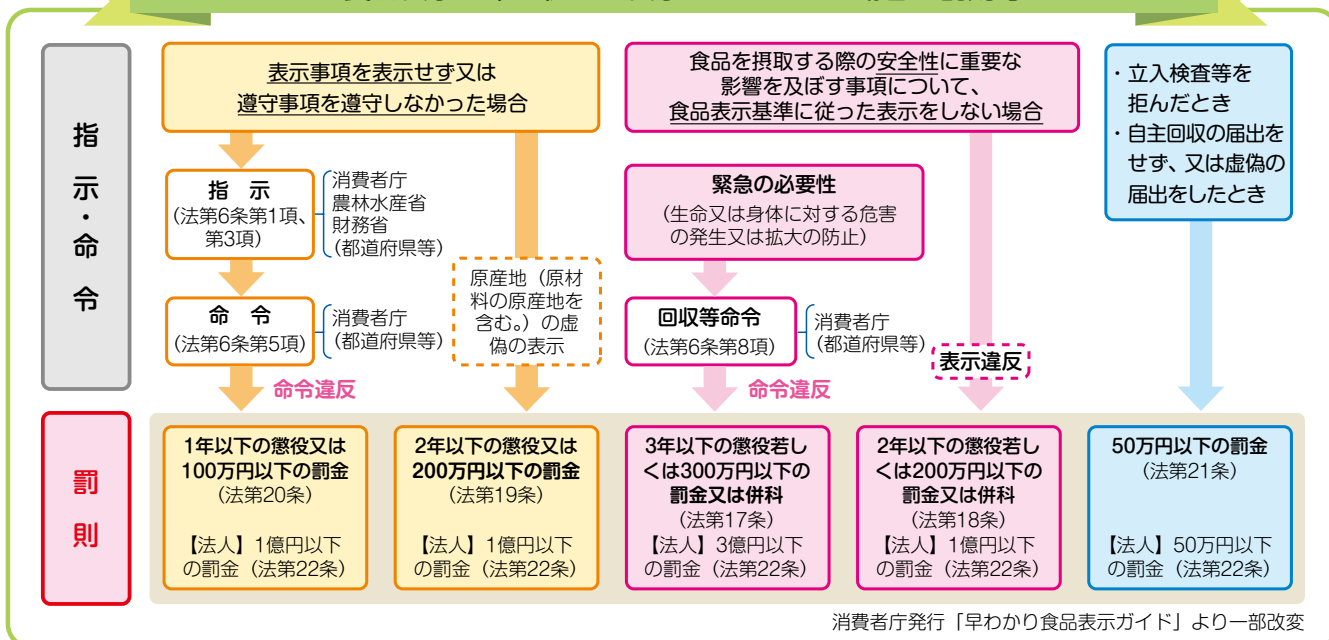 指示・命令
表示事項を表示せず又は
遵守事項を遵守しなかった場合
指 示
(法第6条第1項、
第3項)
消費者庁
農林水産省
財務省
(都道府県等)
命 令
(法第6条第5項)
消費者庁
(都道府県等)
命令違反
原産地（原材
料の原産地を
含む。）の虚
偽の表示
食品を摂取する際の安全性に重要な
影響を及ぼす事項について、
食品表示基準に従った表示をしない場合
緊急の必要性
(生命又は身体に対する危害
の発生又は拡大の防止)
回収等命令
(法第6条第8項)
消費者庁
(都道府県等)
命令違反
表示違反
・立入検査等を
拒んだとき
・自主回収の届出を
せず、又は虚偽の
届出をしたとき
罰則
1年以下の懲役又は
100万円以下の罰金
(法第20条)
【法人】1億円以下
の罰金（法第22条）
2年以下の懲役又は
200万円以下の罰金
(法第19条)
【法人】1億円以下
の罰金（法第22条）
3年以下の懲役若し
くは300万円以下の
罰金又は併科
(法第17条)
【法人】3億円以下
の罰金（法第22条）
2年以下の懲役若し
くは200万円以下の
罰金又は併科
(法第18条)
【法人】1億円以下
の罰金（法第22条）
50万円以下の罰金
(法第21条)
【法人】50万円以下
の罰金（法第22条）
消費者庁発行「早わかり食品表示ガイド」より一部改変